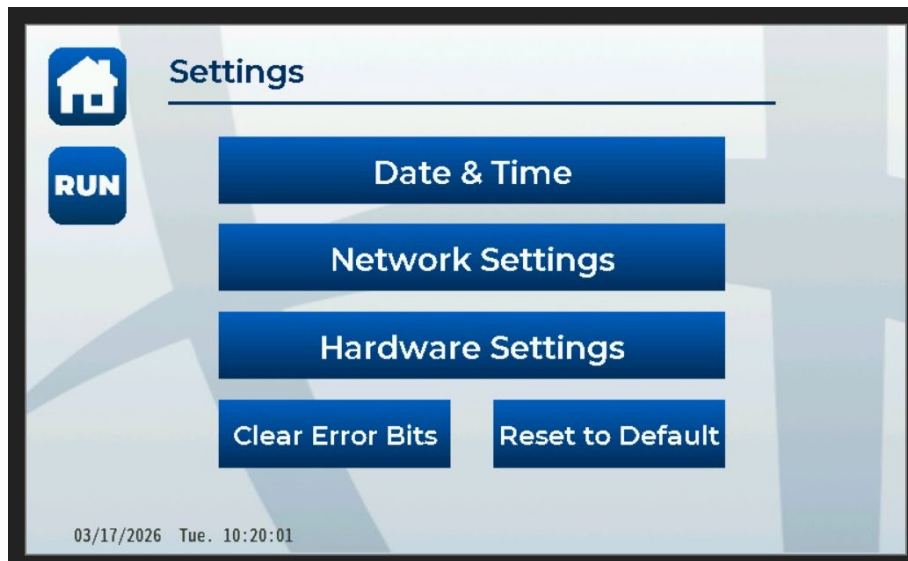 Settings
RUN
Date & Time
Network Settings
Hardware Settings
Clear Error Bits
Reset to Default
03/17/2026 Tue. 10:20:01